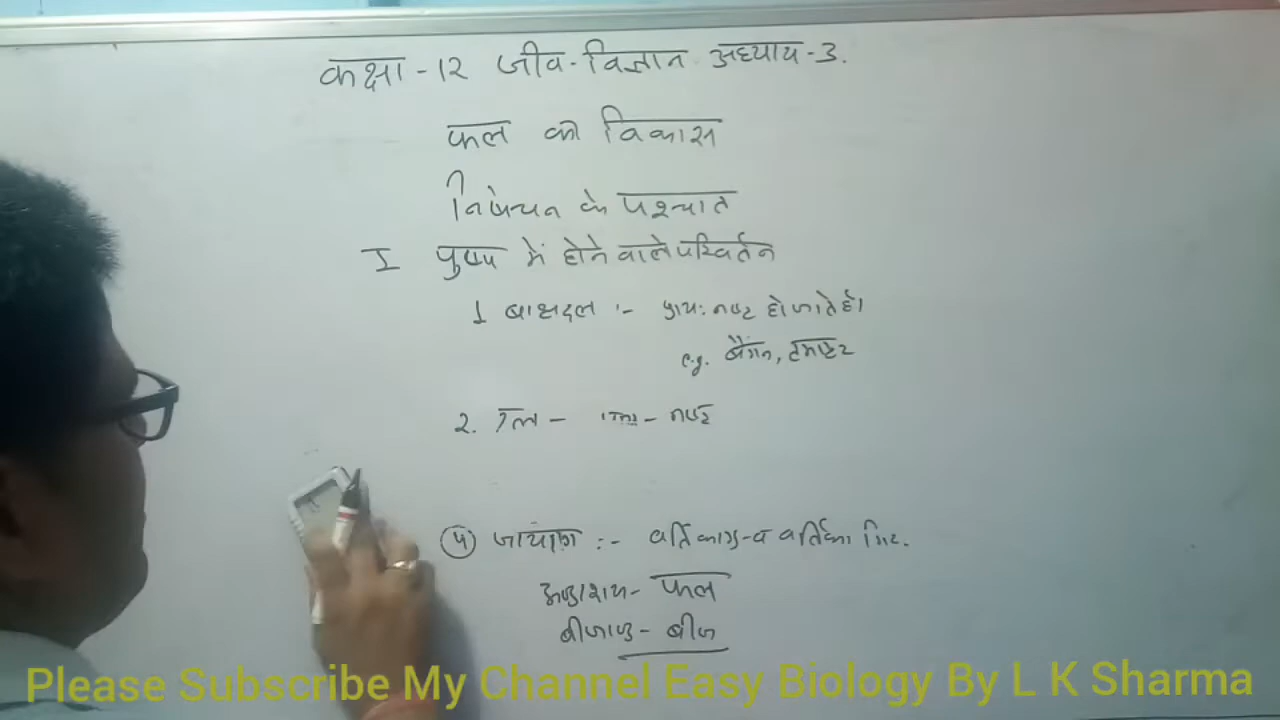 कक्षा - १२ जीव - विज्ञान अध्याय - 3.
फल का विकास
निषेचन के पश्चात
I पुष्प में होने वाले परिवर्तन
1 बाह्यदल :- प्रायः नष्ट हो जाते है।
e.g. बैंगन, टमाटर
2. दल - नष्ट
4 जायांग :- वर्तिकाग्र - व वर्तिका गिर.
अण्डाशय - फल
बीजाण्ड - बीज
Please Subscribe My Channel Easy Biology By L K Sharma